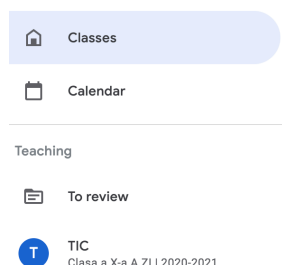 Classes
Calendar
Teaching
To review
T
TIC
Clasa a X-a A ZI I 2020-2021